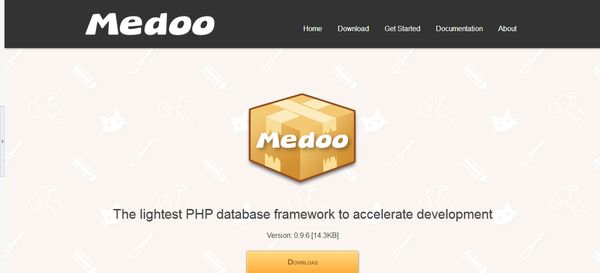 Medoo
Home Download Get Started Documentation About
Medoo
The lightest PHP database framework to accelerate development
Version: 0.9.6 [14.3KB]
Download